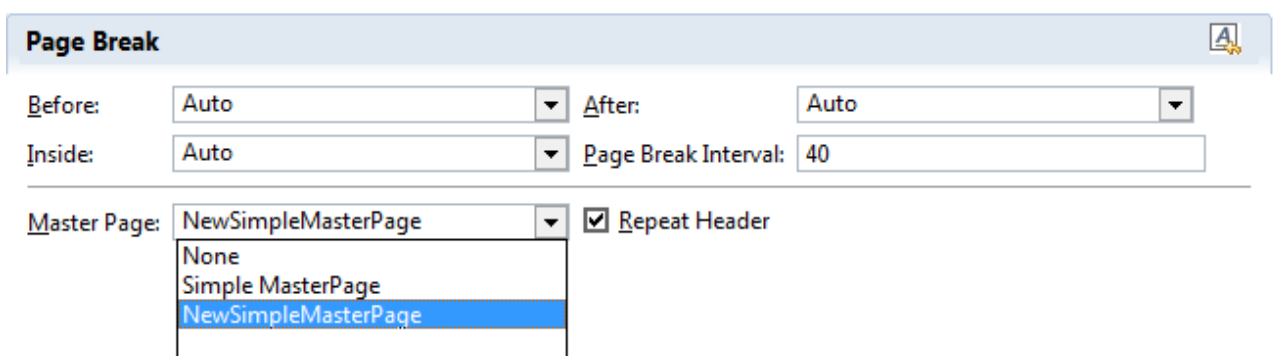 Page Break
Before: Auto After: Auto
Inside: Auto Page Break Interval: 40
Master Page: NewSimpleMasterPage Repeat Header
None
Simple MasterPage
NewSimpleMasterPage